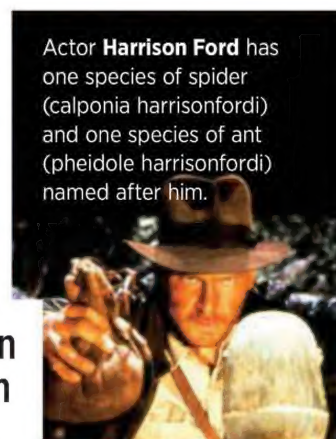 Actor Harrison Ford has
one species of spider
(calponia harrisonfordi)
and one species of ant
(pheidole harrisonfordi)
named after him.